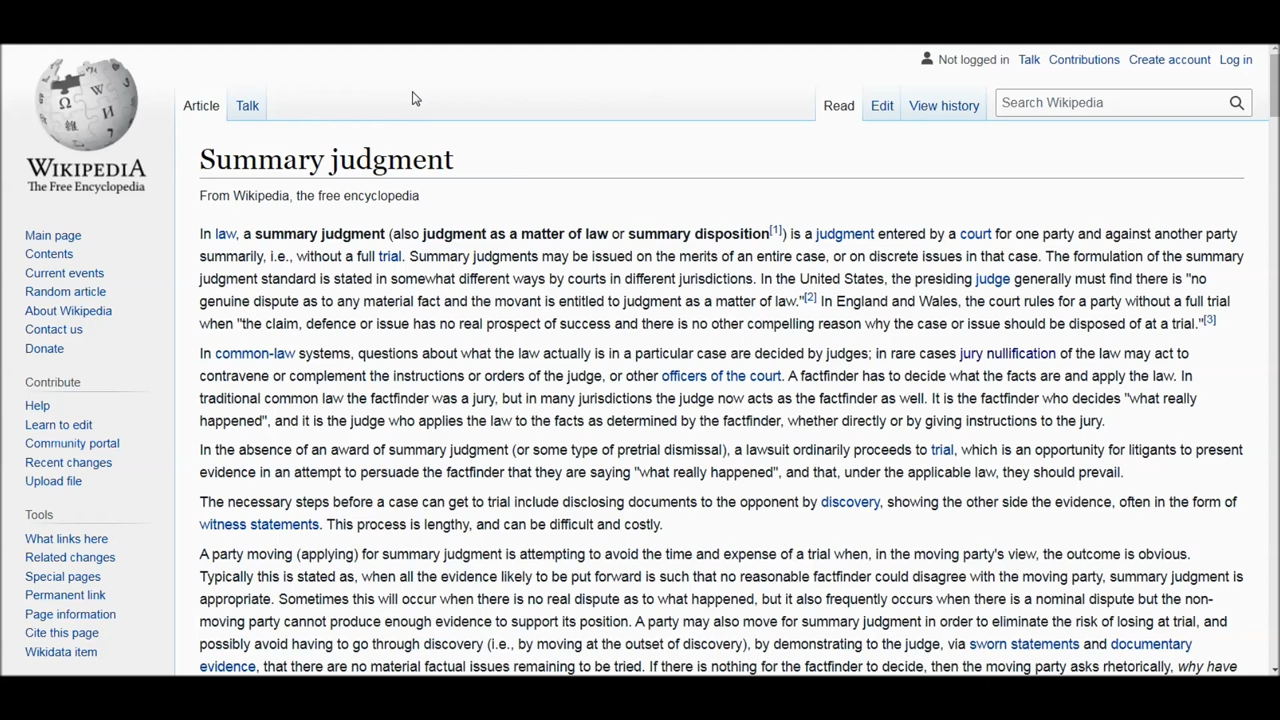 Not logged in Talk Contributions Create account Log in
Article Talk Read Edit View history Search Wikipedia
WIKIPEDIA
The Free Encyclopedia
Main page
Contents
Current events
Random article
About Wikipedia
Contact us
Donate
Contribute
Help
Learn to edit
Community portal
Recent changes
Upload file
Tools
What links here
Related changes
Special pages
Permanent link
Page information
Cite this page
Wikidata item
Summary judgment
From Wikipedia, the free encyclopedia
In law, a summary judgment (also judgment as a matter of law or summary disposition[1]) is a judgment entered by a court for one party and against another party
summarily, i.e., without a full trial. Summary judgments may be issued on the merits of an entire case, or on discrete issues in that case. The formulation of the summary
judgment standard is stated in somewhat different ways by courts in different jurisdictions. In the United States, the presiding judge generally must find there is "no
genuine dispute as to any material fact and the movant is entitled to judgment as a matter of law."[2] In England and Wales, the court rules for a party without a full trial
when "the claim, defence or issue has no real prospect of success and there is no other compelling reason why the case or issue should be disposed of at a trial."[3]
In common-law systems, questions about what the law actually is in a particular case are decided by judges; in rare cases jury nullification of the law may act to
contravene or complement the instructions or orders of the judge, or other officers of the court. A factfinder has to decide what the facts are and apply the law. In
traditional common law the factfinder was a jury, but in many jurisdictions the judge now acts as the factfinder as well. It is the factfinder who decides "what really
happened", and it is the judge who applies the law to the facts as determined by the factfinder, whether directly or by giving instructions to the jury.
In the absence of an award of summary judgment (or some type of pretrial dismissal), a lawsuit ordinarily proceeds to trial, which is an opportunity for litigants to present
evidence in an attempt to persuade the factfinder that they are saying "what really happened", and that, under the applicable law, they should prevail.
The necessary steps before a case can get to trial include disclosing documents to the opponent by discovery, showing the other side the evidence, often in the form of
witness statements. This process is lengthy, and can be difficult and costly.
A party moving (applying) for summary judgment is attempting to avoid the time and expense of a trial when, in the moving party's view, the outcome is obvious.
Typically this is stated as, when all the evidence likely to be put forward is such that no reasonable factfinder could disagree with the moving party, summary judgment is
appropriate. Sometimes this will occur when there is no real dispute as to what happened, but it also frequently occurs when there is a nominal dispute but the non-
moving party cannot produce enough evidence to support its position. A party may also move for summary judgment in order to eliminate the risk of losing at trial, and
possibly avoid having to go through discovery (i.e., by moving at the outset of discovery), by demonstrating to the judge, via sworn statements and documentary
evidence, that there are no material factual issues remaining to be tried. If there is nothing for the factfinder to decide, then the moving party asks rhetorically, why have